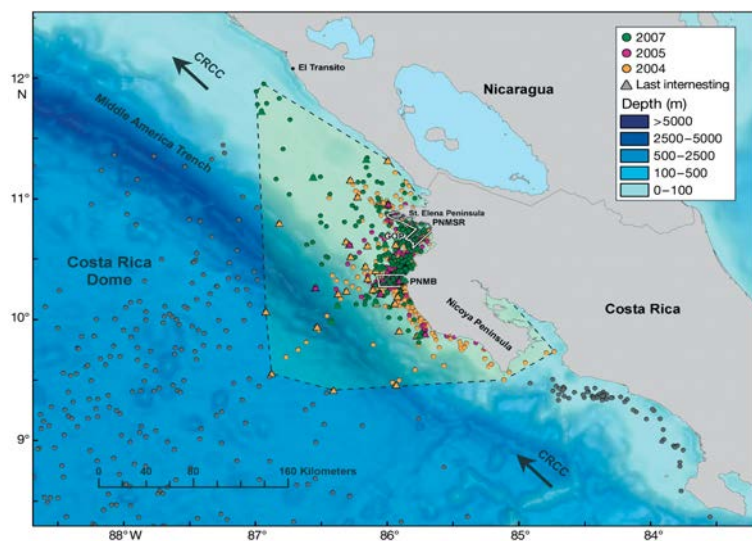 12°
N
11°
10°
9°
CRCC
El Transito
Nicaragua
2007
2005
2004
Last internesting
Depth (m)
>5000
2500–5000
500–2500
100–500
0–100
Middle America Trench
St. Elena Peninsula
PNMSR
PNMB
Costa Rica
Dome
Nicoya Peninsula
Costa Rica
CRCC
0 40 80 160 Kilometers
88°W 87° 86° 85° 84°